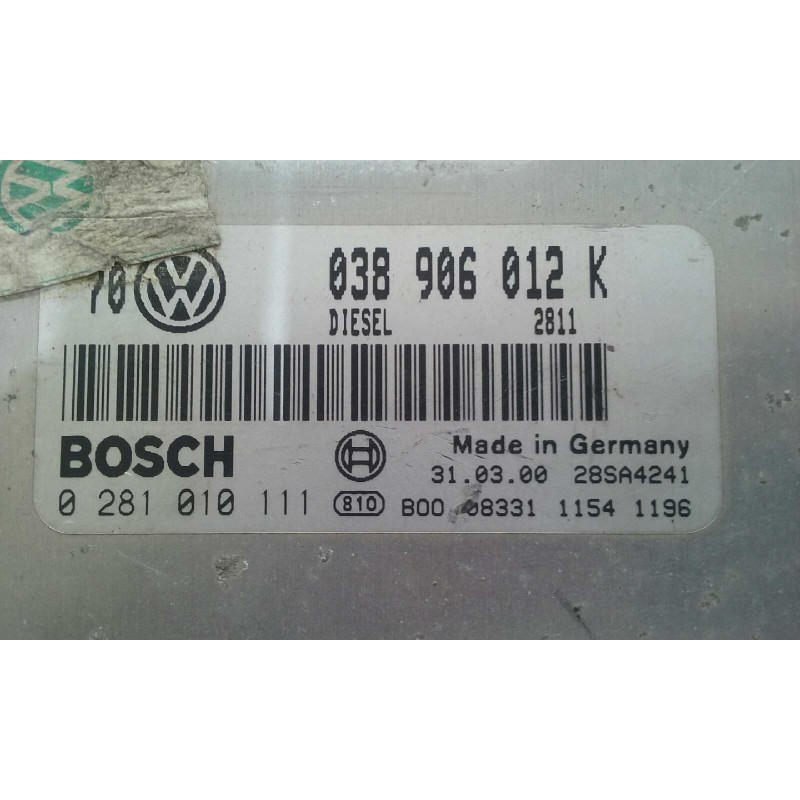 70 VW 038 906 012 K
DIESEL 2811
BOSCH Made in Germany
31.03.00 28SA4241
0 281 010 111 810 B00 08331 1154 1196